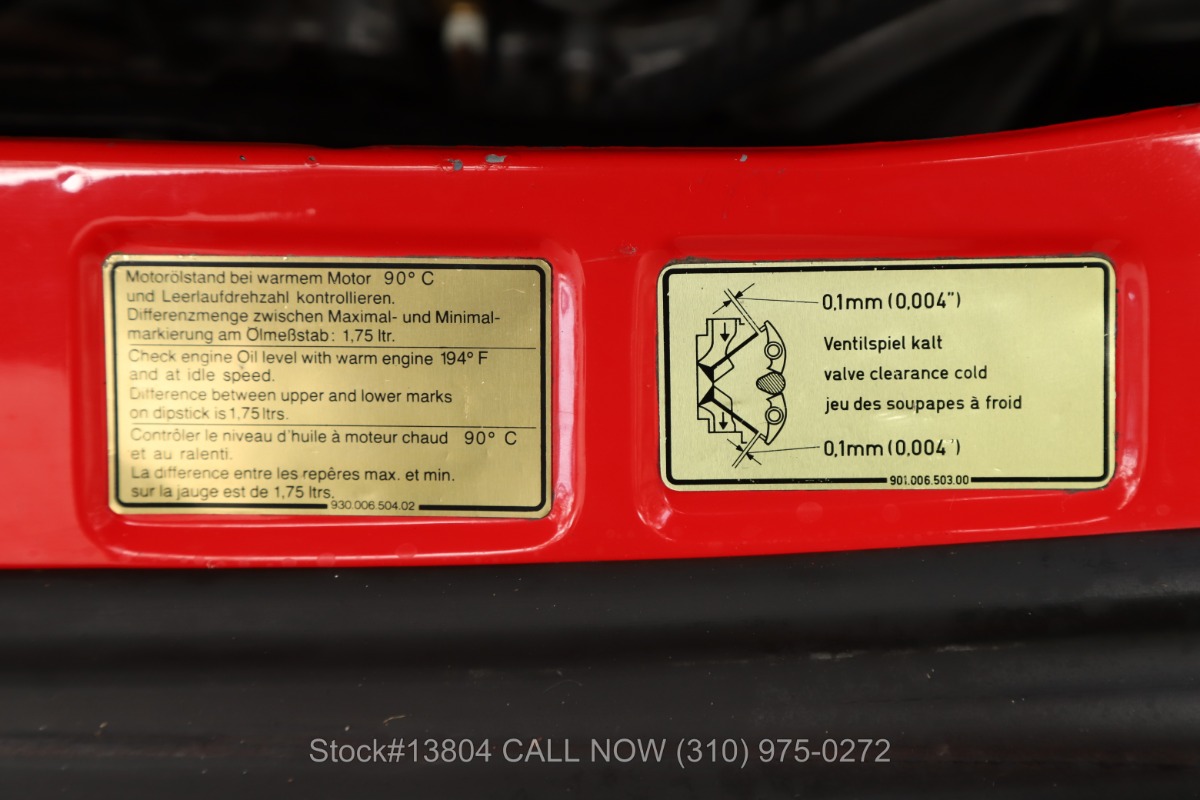 Motorölstand bei warmem Motor 90° C
und Leerlaufdrehzahl kontrollieren.
Differenzmenge zwischen Maximal- und Minimal-
markierung am Ölmeßstab: 1,75 ltr.
Check engine Oil level with warm engine 194° F
and at idle speed.
Difference between upper and lower marks
on dipstick is 1,75 ltrs.
Contrôler le niveau d'huile à moteur chaud 90° C
et au ralenti.
La difference entre les repêres max. et min.
sur la jauge est de 1,75 ltrs.
930.006.504.02
0,1mm (0,004")
Ventilspiel kalt
valve clearance cold
jeu des soupapes à froid
0,1mm (0,004")
901.006.503.00
Stock#13804 CALL NOW (310) 975-0272